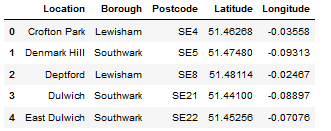 Location Borough Postcode Latitude Longitude
0 Crofton Park Lewisham SE4 51.46268 -0.03558
1 Denmark Hill Southwark SE5 51.47480 -0.09313
2 Deptford Lewisham SE8 51.48114 -0.02467
3 Dulwich Southwark SE21 51.44100 -0.08897
4 East Dulwich Southwark SE22 51.45256 -0.07076